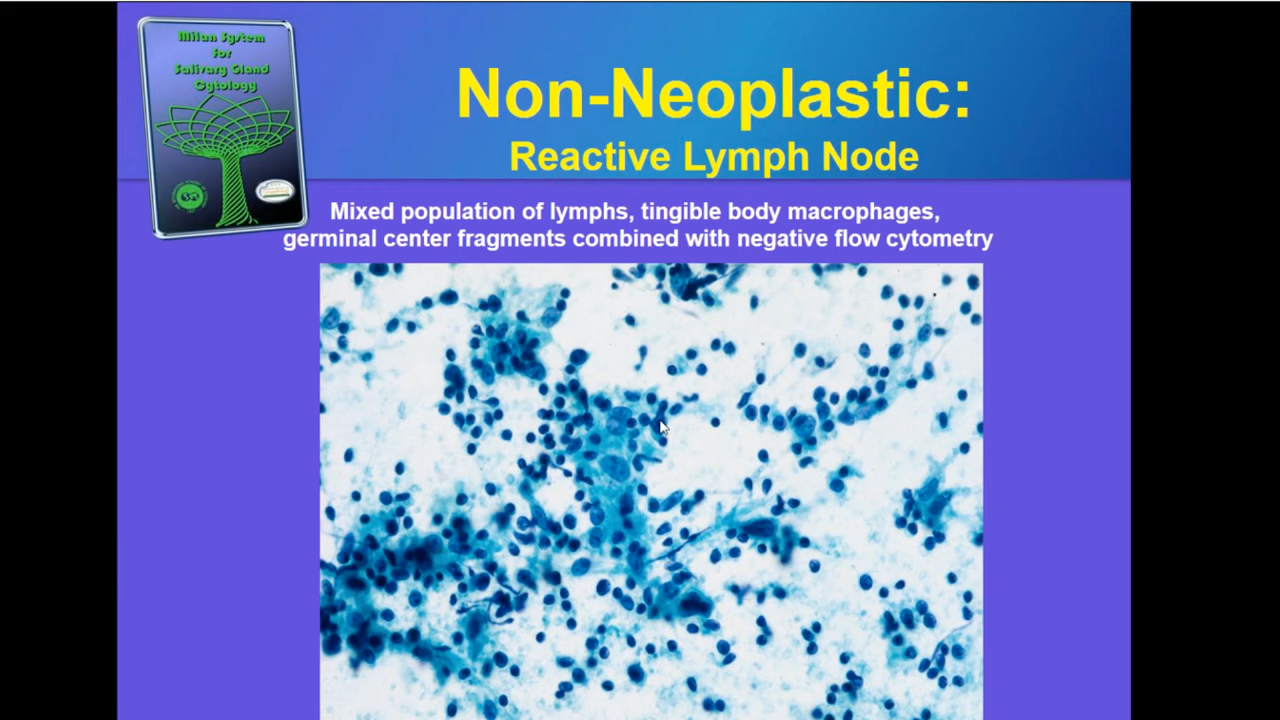 Milan System
for
Salivary Gland
Cytology
Non-Neoplastic:
Reactive Lymph Node
Mixed population of lymphs, tingible body macrophages,
germinal center fragments combined with negative flow cytometry